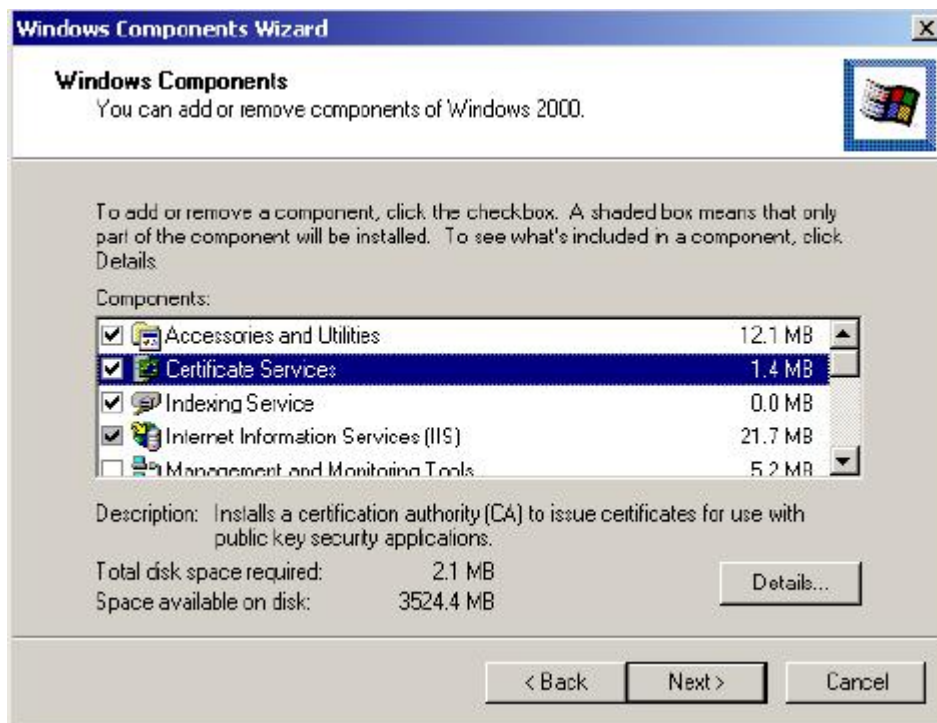 Windows Components Wizard
Windows Components
You can add or remove components of Windows 2000.
To add or remove a component, click the checkbox. A shaded box means that only
part of the component will be installed. To see what's included in a component, click
Details
Components:
Accessories and Utilities 12.1 MB
Certificate Services 1.4 MB
Indexing Service 0.0 MB
Internet Information Services (IIS) 21.7 MB
Management and Monitoring Tools 5.2 MB
Description: Installs a certification authority (CA) to issue certificates for use with
public key security applications.
Total disk space required: 2.1 MB
Space available on disk: 3524.4 MB
Details...
< Back Next > Cancel